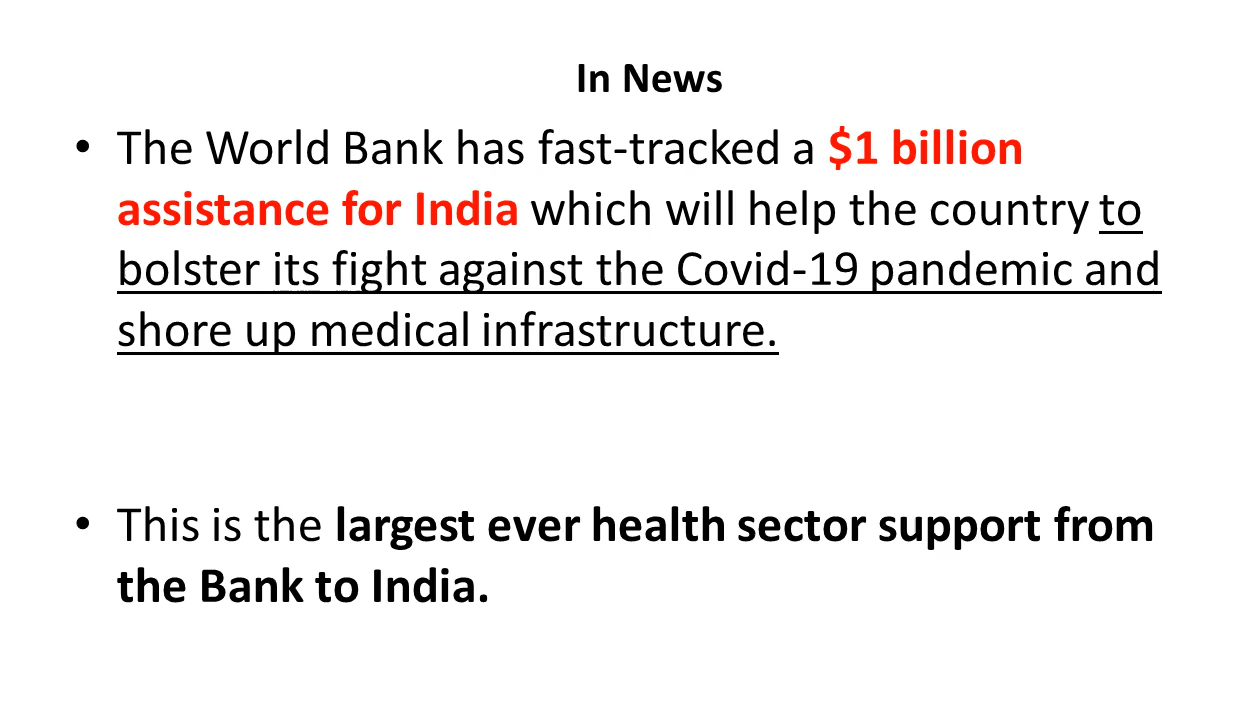 In News
• The World Bank has fast-tracked a $1 billion
assistance for India which will help the country to
bolster its fight against the Covid-19 pandemic and
shore up medical infrastructure.
• This is the largest ever health sector support from
the Bank to India.